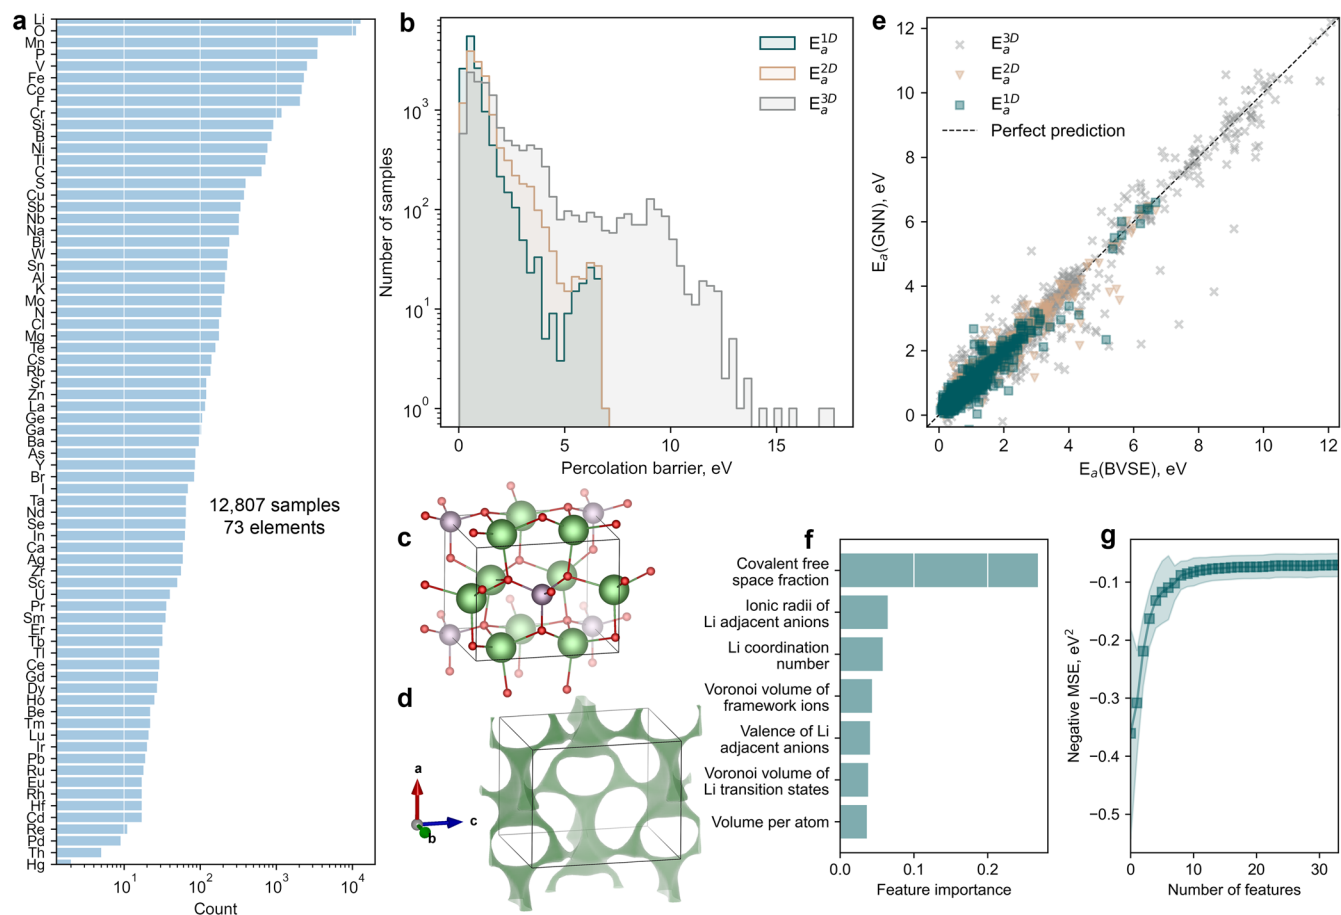 a
Li
O
Mn
P
V
Fe
Co
F
Cr
Si
B
Ni
Ti
C
S
Cu
Sb
Nb
Na
Bi
W
Sn
Al
K
Mo
N
Cl
Mg
Te
Cs
Rb
Sr
Zn
La
Ge
Ga
Ba
As
Y
Br
I
Ta
Nd
Se
In
Ca
Ag
Zr
Sc
U
Pr
Sm
Er
Tb
Tl
Ce
Gd
Dy
Ho
Be
Tm
Lu
Ir
Pb
Ru
Eu
Rh
Hf
Cd
Re
Pd
Th
Hg
12,807 samples
73 elements
10¹ 10² 10³ 10⁴
Count
b
Number of samples
10³
10²
10¹
10⁰
E_a^1D
E_a^2D
E_a^3D
0 5 10 15
Percolation barrier, eV
c
d
a
c
b
e
E_a(GNN), eV
12
10
8
6
4
2
0
E_a^3D
E_a^2D
E_a^1D
Perfect prediction
0 2 4 6 8 10 12
E_a(BVSE), eV
f
Covalent free
space fraction
Ionic radii of
Li adjacent anions
Li coordination
number
Voronoi volume of
framework ions
Valence of Li
adjacent anions
Voronoi volume of
Li transition states
Volume per atom
0.0 0.1 0.2
Feature importance
g
Negative MSE, eV²
−0.1
−0.2
−0.3
−0.4
−0.5
0 10 20 30
Number of features